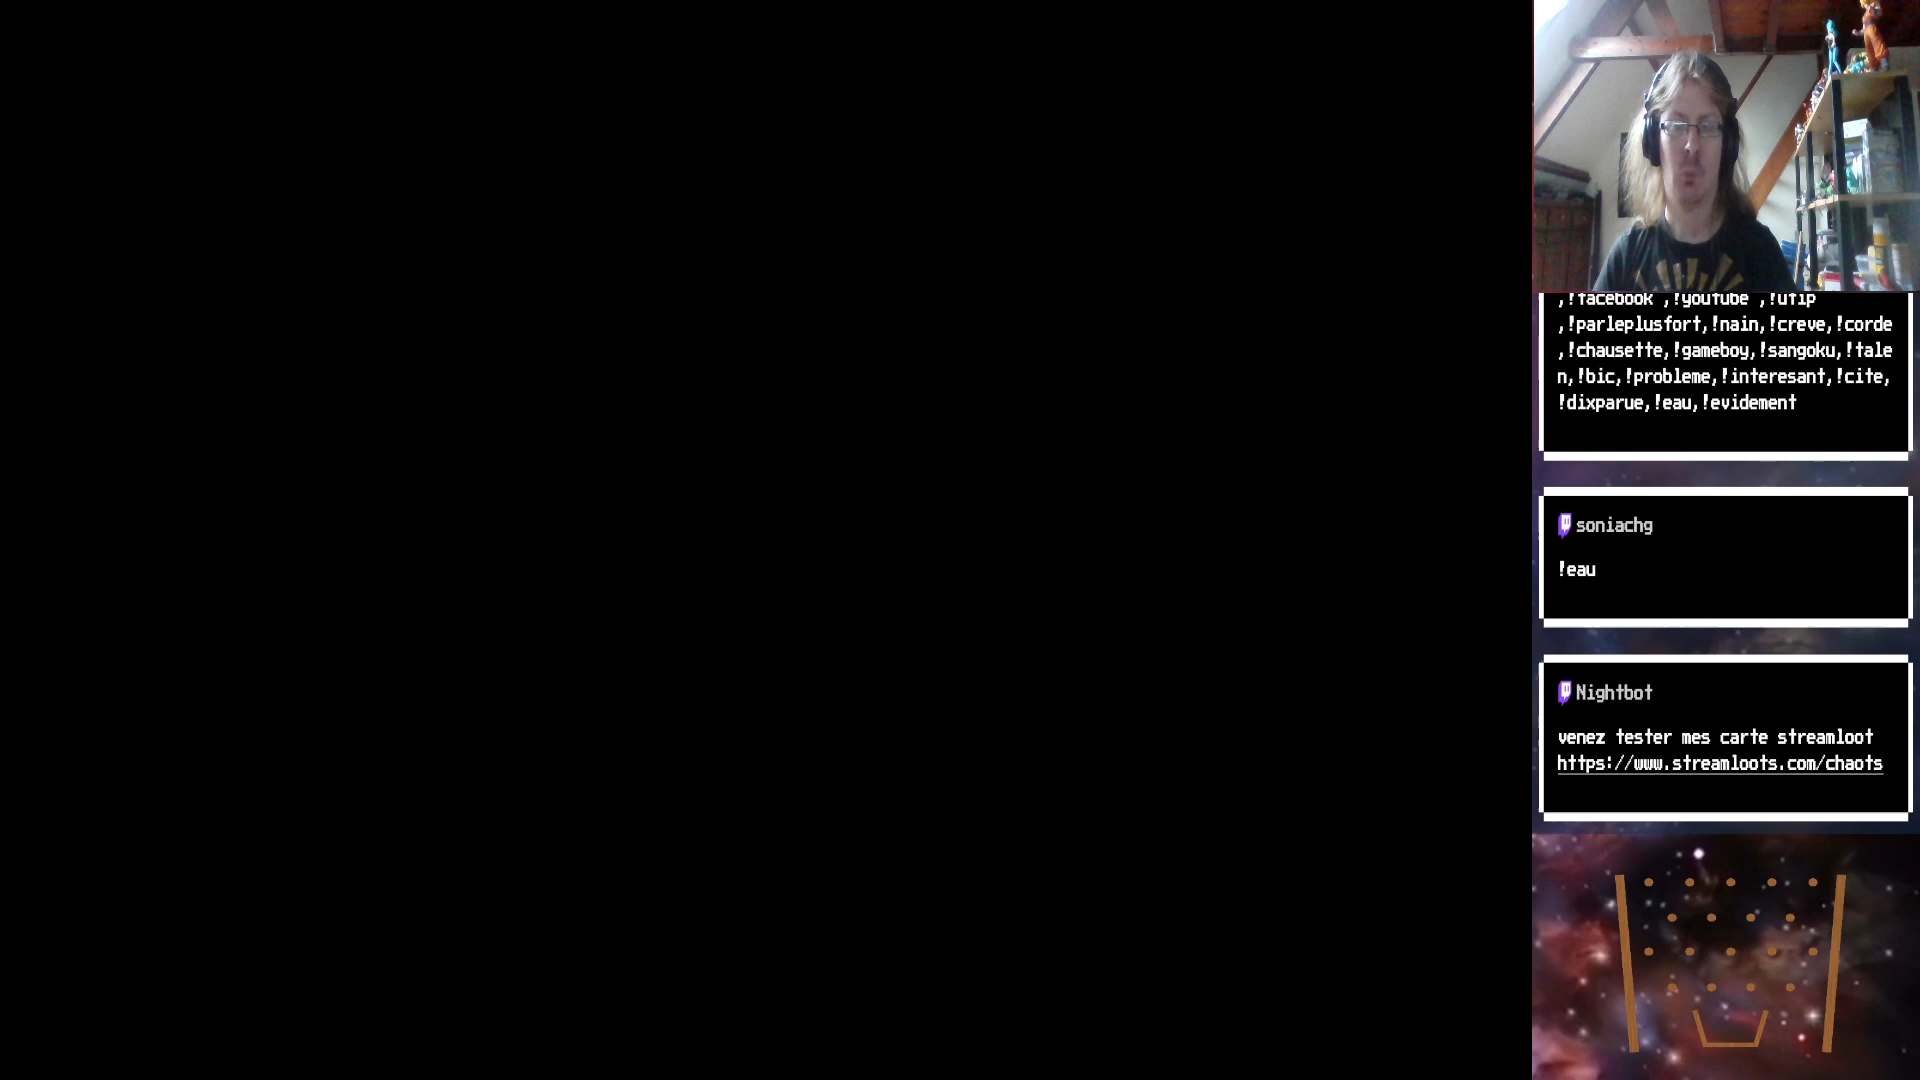 ,!facebook ,!youtube ,!utip
,!parleplusfort,!nain,!creve,!corde
,!chausette,!gameboy,!sangoku,!tale
n,!bic,!probleme,!interesant,!cite,
!dixparue,!eau,!evidement
soniachg
!eau
Nightbot
venez tester mes carte streamloot
https://www.streamloots.com/chaots